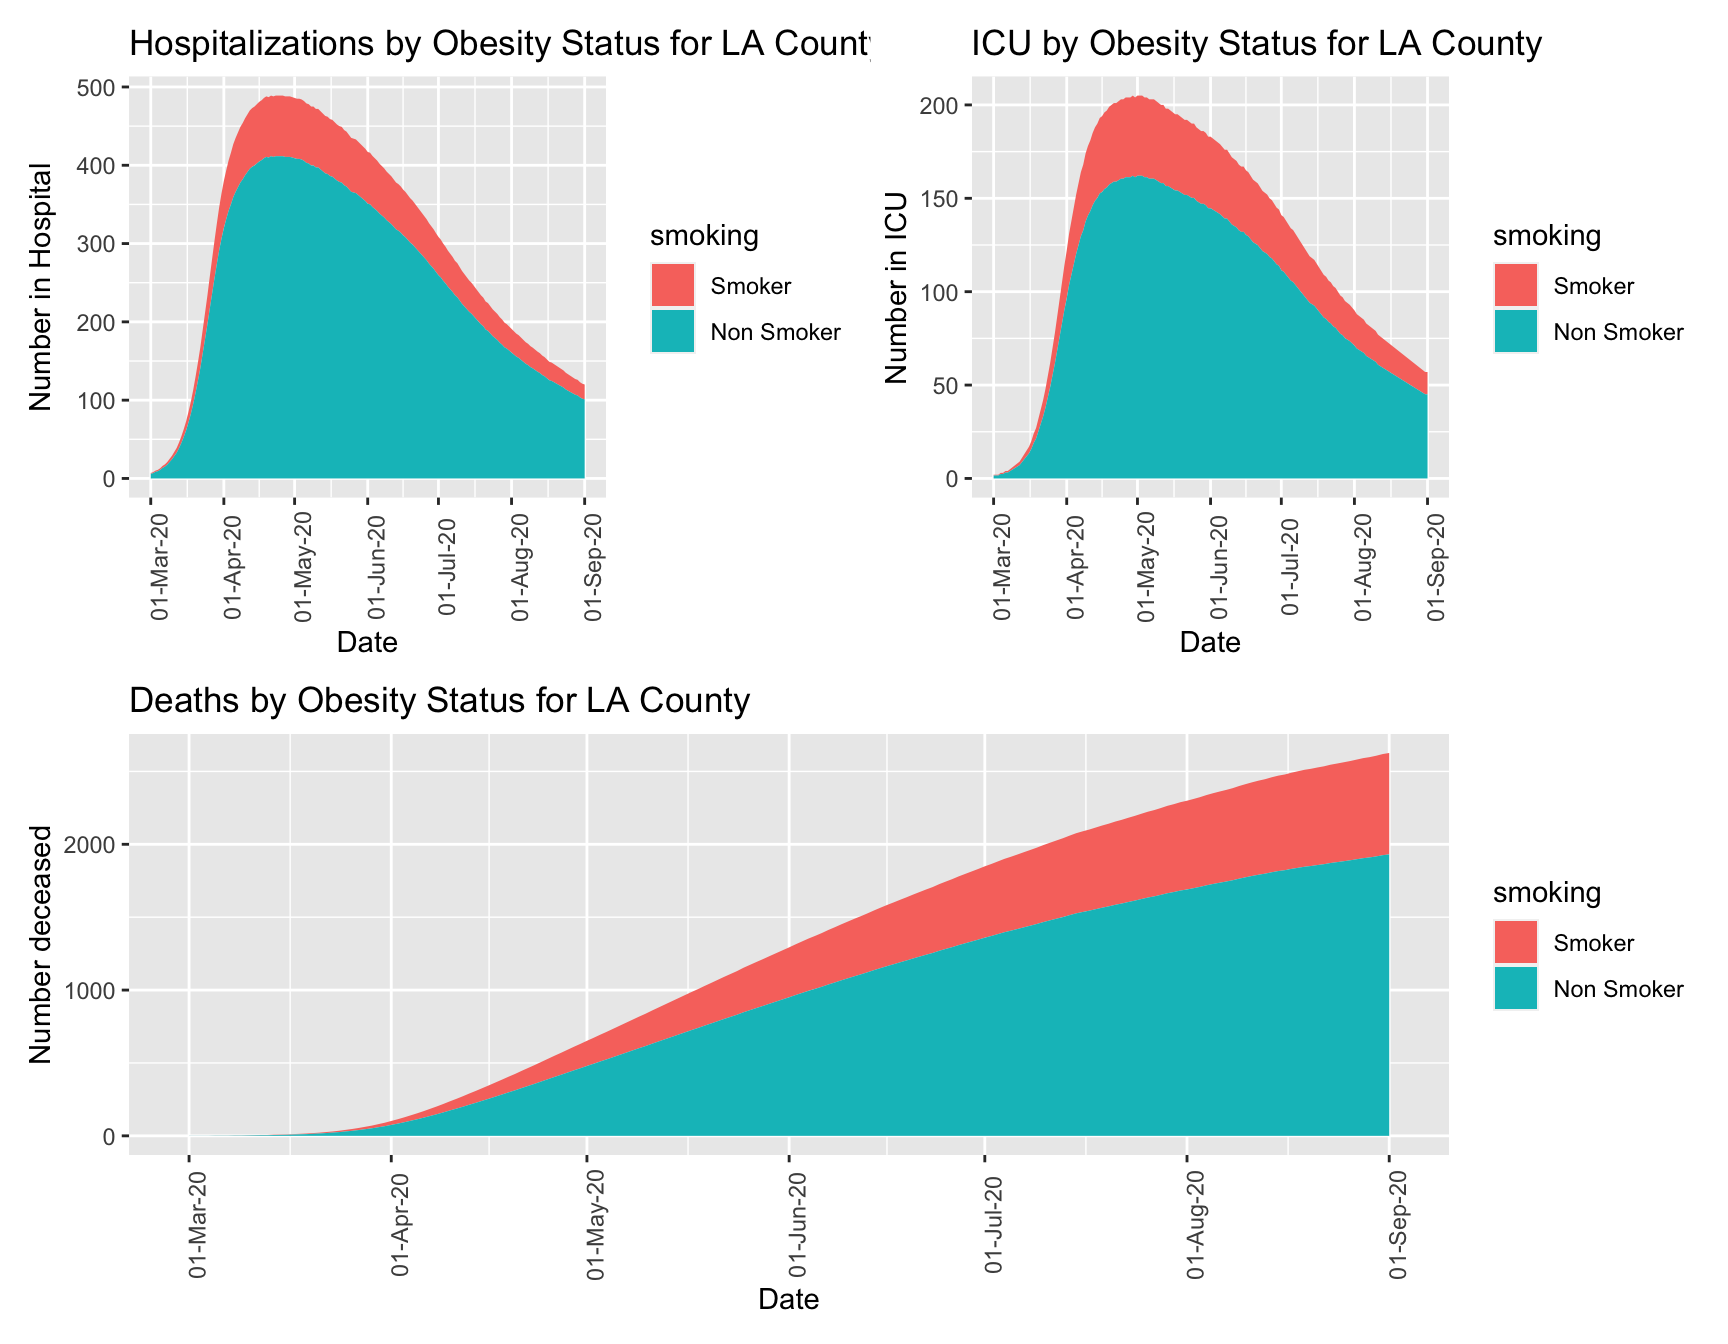 Hospitalizations by Obesity Status for LA County
Number in Hospital
500
400
300
200
100
0
01-Mar-20
01-Apr-20
01-May-20
01-Jun-20
01-Jul-20
01-Aug-20
01-Sep-20
Date
smoking
Smoker
Non Smoker
ICU by Obesity Status for LA County
Number in ICU
200
150
100
50
0
01-Mar-20
01-Apr-20
01-May-20
01-Jun-20
01-Jul-20
01-Aug-20
01-Sep-20
Date
smoking
Smoker
Non Smoker
Deaths by Obesity Status for LA County
Number deceased
2000
1000
0
01-Mar-20
01-Apr-20
01-May-20
01-Jun-20
01-Jul-20
01-Aug-20
01-Sep-20
Date
smoking
Smoker
Non Smoker